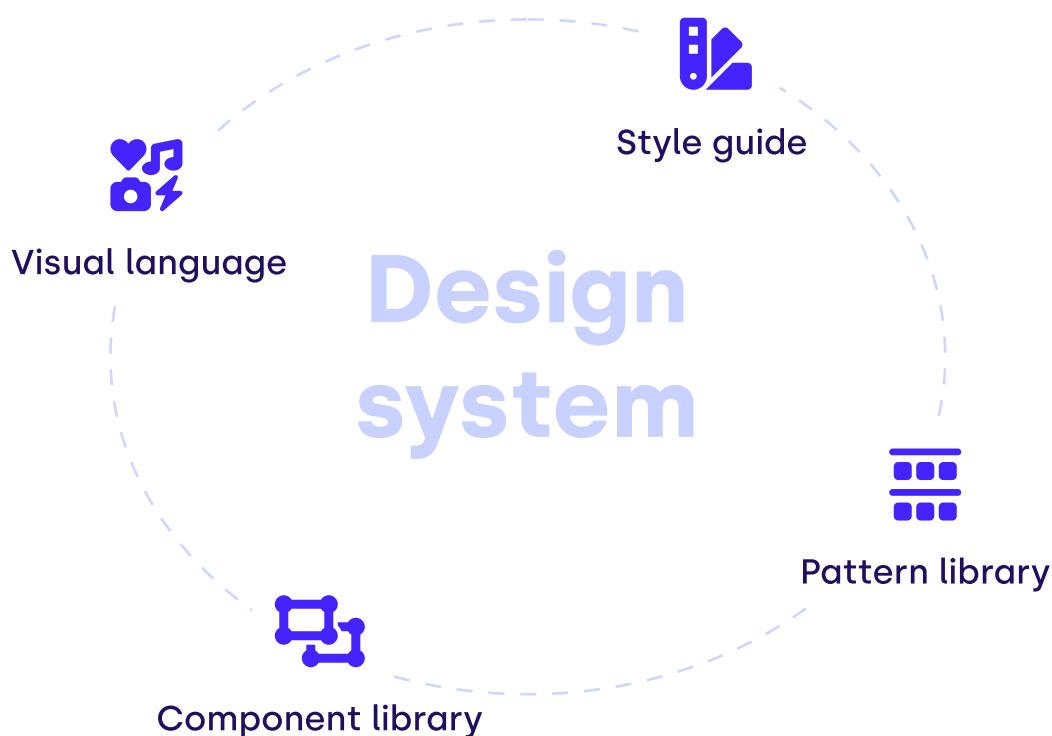 Style guide
Visual language
Design
system
Pattern library
Component library